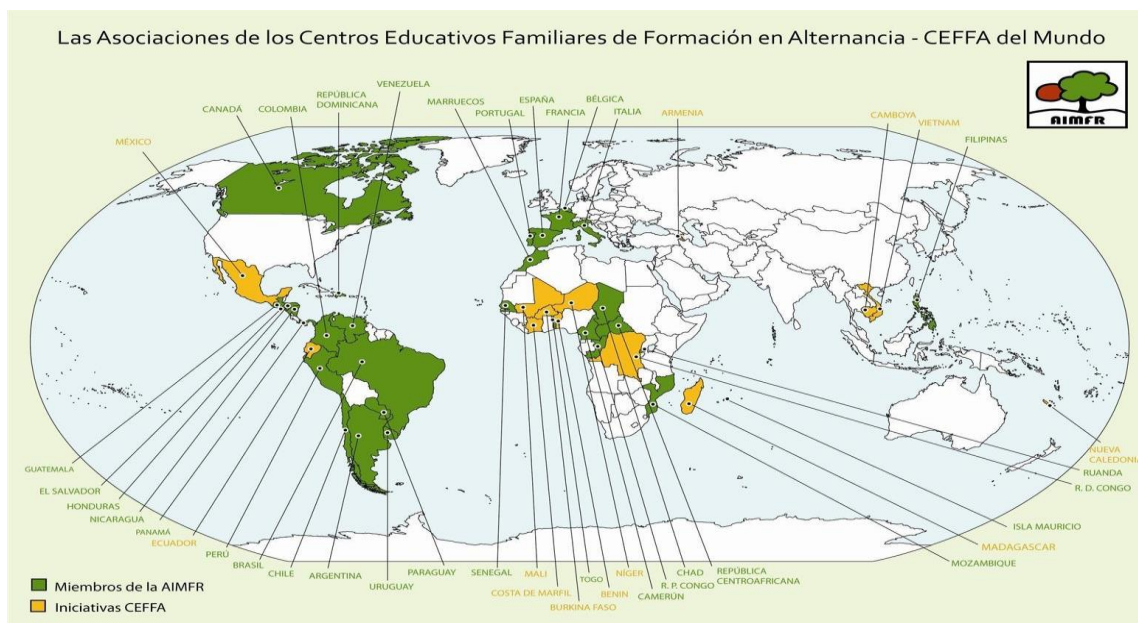 Las Asociaciones de los Centros Educativos Familiares de Formación en Alternancia - CEFFA del Mundo
AIMFR
CANADÁ
COLOMBIA
REPÚBLICA
DOMINICANA
VENEZUELA
MARRUECOS
PORTUGAL
ESPAÑA
FRANCIA
BÉLGICA
ITALIA
ARMENIA
CAMBOYA
VIETNAM
FILIPINAS
MÉXICO
GUATEMALA
EL SALVADOR
HONDURAS
NICARAGUA
PANAMÁ
ECUADOR
PERÚ
BRASIL
CHILE
ARGENTINA
URUGUAY
PARAGUAY
SENEGAL
MALI
COSTA DE MARFIL
BURKINA FASO
TOGO
BENIN
NÍGER
CAMERÚN
R. P. CONGO
CHAD
REPÚBLICA
CENTROAFRICANA
MOZAMBIQUE
MADAGASCAR
ISLA MAURICIO
R. D. CONGO
RUANDA
NUEVA
CALEDONIA
Miembros de la AIMFR
Iniciativas CEFFA